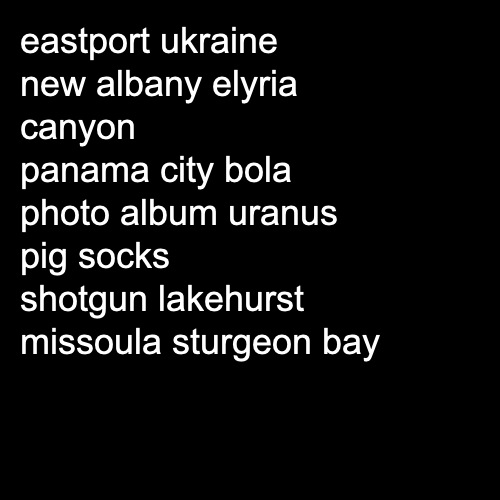 eastport ukraine
new albany elyria
canyon
panama city bola
photo album uranus
pig socks
shotgun lakehurst
missoula sturgeon bay